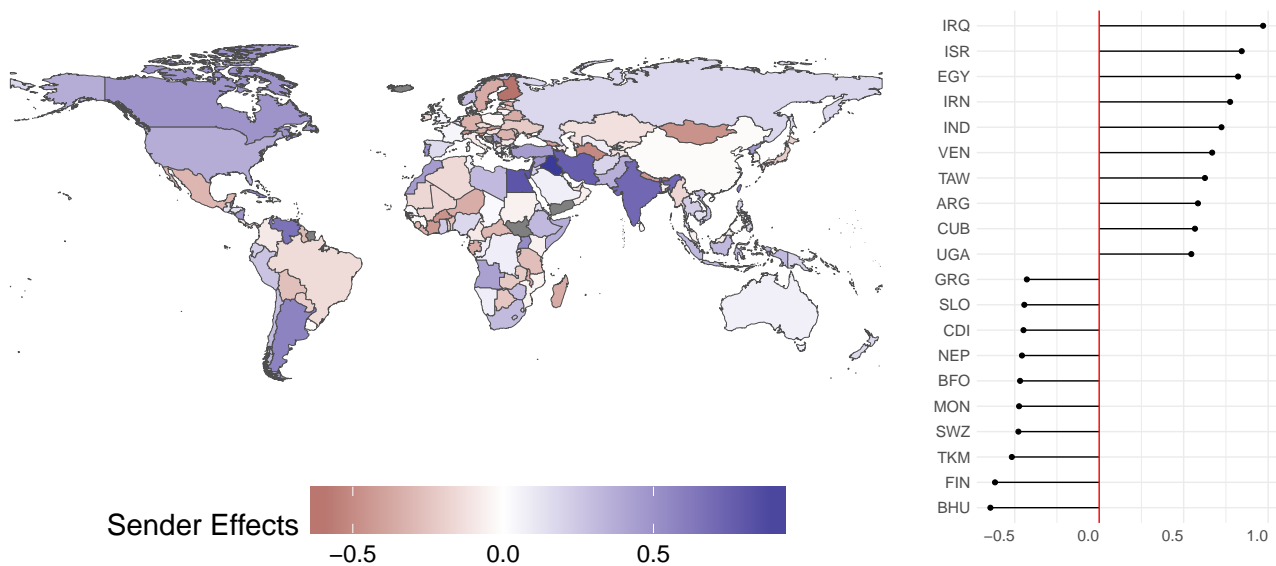 IRQ
ISR
EGY
IRN
IND
VEN
TAW
ARG
CUB
UGA
GRG
SLO
CDI
NEP
BFO
MON
SWZ
TKM
FIN
BHU
−0.5 0.0 0.5 1.0
Sender Effects
−0.5 0.0 0.5